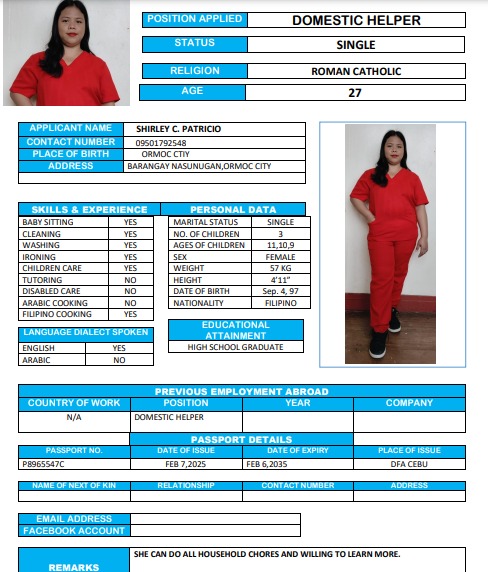 POSITION APPLIED DOMESTIC HELPER
STATUS SINGLE
RELIGION ROMAN CATHOLIC
AGE 27
APPLICANT NAME SHIRLEY C. PATRICIO
CONTACT NUMBER 09501792548
PLACE OF BIRTH ORMOC CTIY
ADDRESS BARANGAY NASUNUGAN,ORMOC CITY
SKILLS & EXPERIENCE PERSONAL DATA
BABY SITTING YES MARITAL STATUS SINGLE
CLEANING YES NO. OF CHILDREN 3
WASHING YES AGES OF CHILDREN 11,10,9
IRONING YES SEX FEMALE
CHILDREN CARE YES WEIGHT 57 KG
TUTORING NO HEIGHT 4'11"
DISABLED CARE NO DATE OF BIRTH Sep. 4, 97
ARABIC COOKING NO NATIONALITY FILIPINO
FILIPINO COOKING YES
LANGUAGE DIALECT SPOKEN
ENGLISH YES
ARABIC NO
EDUCATIONAL
ATTAINMENT
HIGH SCHOOL GRADUATE
PREVIOUS EMPLOYMENT ABROAD
COUNTRY OF WORK POSITION YEAR COMPANY
N/A DOMESTIC HELPER
PASSPORT DETAILS
PASSPORT NO. DATE OF ISSUE DATE OF EXPIRY PLACE OF ISSUE
P8965547C FEB 7,2025 FEB 6,2035 DFA CEBU
NAME OF NEXT OF KIN RELATIONSHIP CONTACT NUMBER ADDRESS
EMAIL ADDRESS
FACEBOOK ACCOUNT
REMARKS SHE CAN DO ALL HOUSEHOLD CHORES AND WILLING TO LEARN MORE.